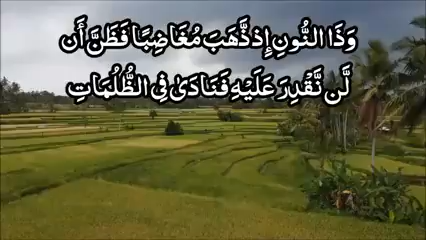 وَذَا النُّونِ إِذ ذَّهَبَ مُغَاضِبًا فَظَنَّ أَن
لَّن نَّقْدِرَ عَلَيْهِ فَنَادَىٰ فِي الظُّلُمَاتِ